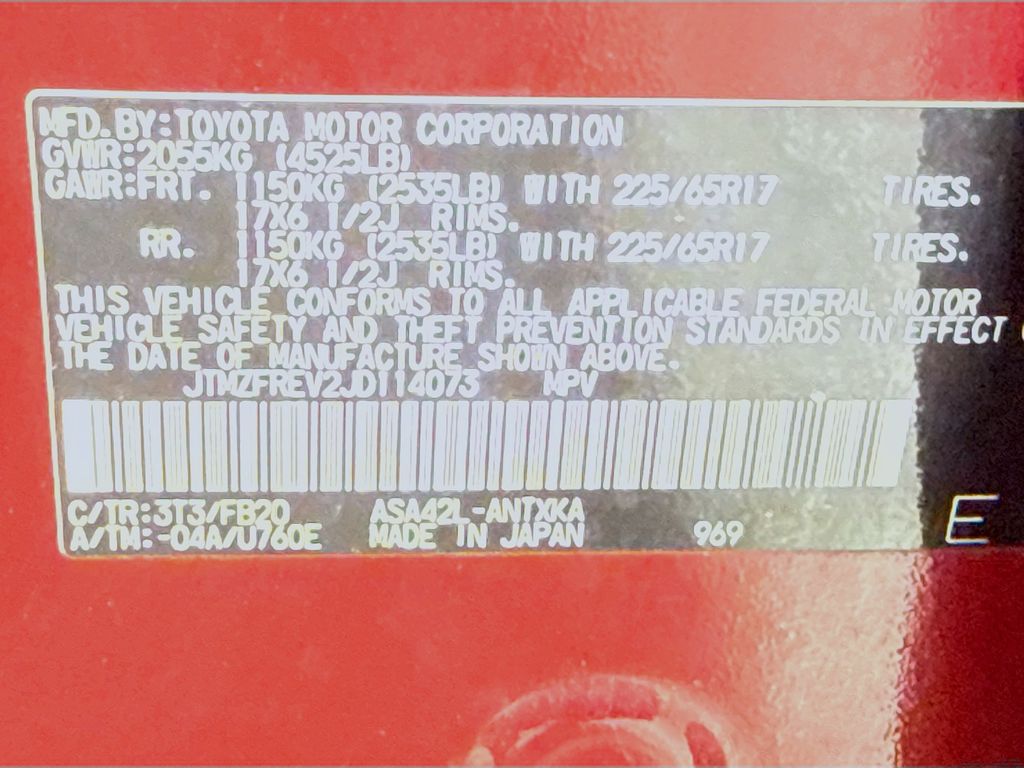 MFD.BY:TOYOTA MOTOR CORPORATION
GVWR:2055KG (4525LB)
GAWR:FRT. 1150KG (2535LB) WITH 225/65R17 TIRES.
17X6 1/2J RIMS.
RR. 1150KG (2535LB) WITH 225/65R17 TIRES.
17X6 1/2J RIMS.
THIS VEHICLE CONFORMS TO ALL APPLICABLE FEDERAL MOTOR
VEHICLE SAFETY AND THEFT PREVENTION STANDARDS IN EFFECT
THE DATE OF MANUFACTURE SHOWN ABOVE.
JTMZFREV2JD114073 MPV
C/TR:3T3/FB20 ASA42L-ANTXKA
A/TM:-04A/U760E MADE IN JAPAN 969 E